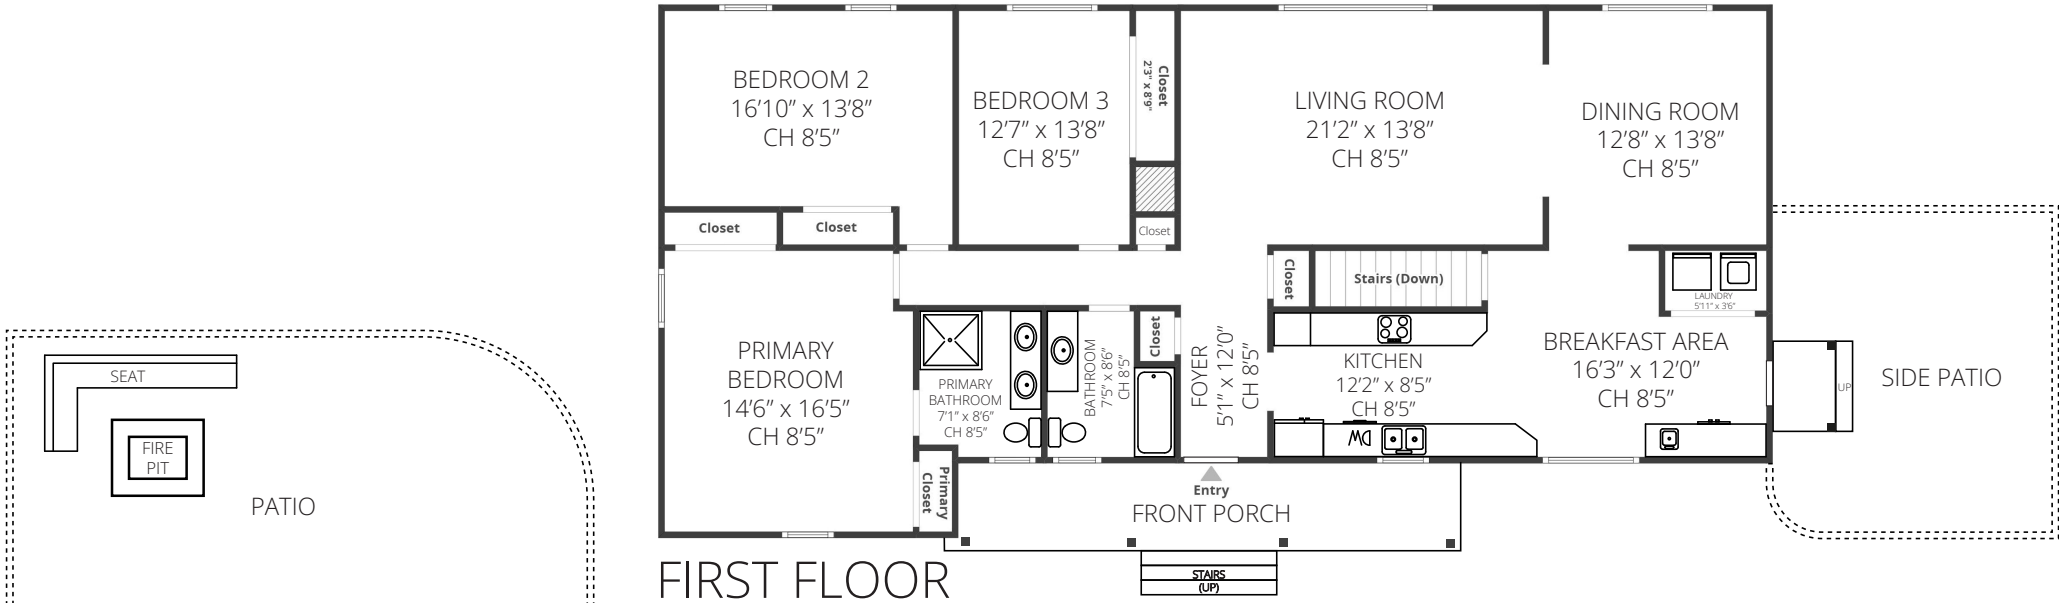 BEDROOM 2
16’10” x 13’8”
CH 8’5”
BEDROOM 3
12’7” x 13’8”
CH 8’5”
Closet
2'3" x 8'9"
LIVING ROOM
21’2” x 13’8”
CH 8’5”
DINING ROOM
12’8” x 13’8”
CH 8’5”
Closet
Closet
Closet
Closet
Stairs (Down)
LAUNDRY
5’11” x 3’6”
PRIMARY
BEDROOM
14’6” x 16’5”
CH 8’5”
PRIMARY
BATHROOM
7’1” x 8’6”
CH 8’5”
BATHROOM
7’5” x 8’6”
CH 8’5”
Closet
FOYER
5’1” x 12’0”
CH 8’5”
KITCHEN
12’2” x 8’5”
CH 8’5”
DW
BREAKFAST AREA
16’3” x 12’0”
CH 8’5”
UP
SIDE PATIO
SEAT
FIRE
PIT
PATIO
Primary
Closet
Entry
FRONT PORCH
STAIRS
(UP)
FIRST FLOOR